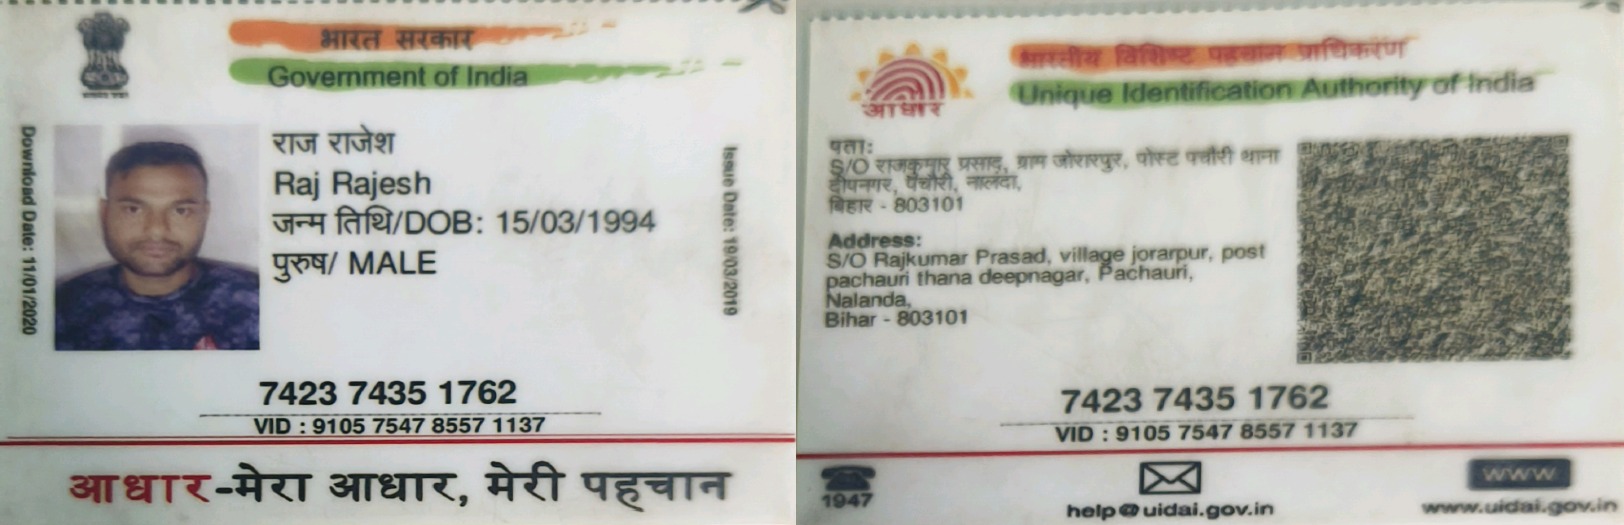 भारत सरकार
Government of India
Download Date: 11/01/2020
राज राजेश
Raj Rajesh
जन्म तिथि/DOB: 15/03/1994
पुरुष/ MALE
Issue Date: 19/03/2019
7423 7435 1762
VID : 9105 7547 8557 1137
आधार-मेरा आधार, मेरी पहचान
आधार
भारतीय विशिष्ट पहचान प्राधिकरण
Unique Identification Authority of India
पता:
S/O राजकुमार प्रसाद, ग्राम जोरारपुर, पोस्ट पचौरी थाना
दीपनगर, पचौरी, नालंदा,
बिहार - 803101
Address:
S/O Rajkumar Prasad, village jorarpur, post
pachauri thana deepnagar, Pachauri,
Nalanda,
Bihar - 803101
7423 7435 1762
VID : 9105 7547 8557 1137
1947
help@uidai.gov.in
www
www.uidai.gov.in